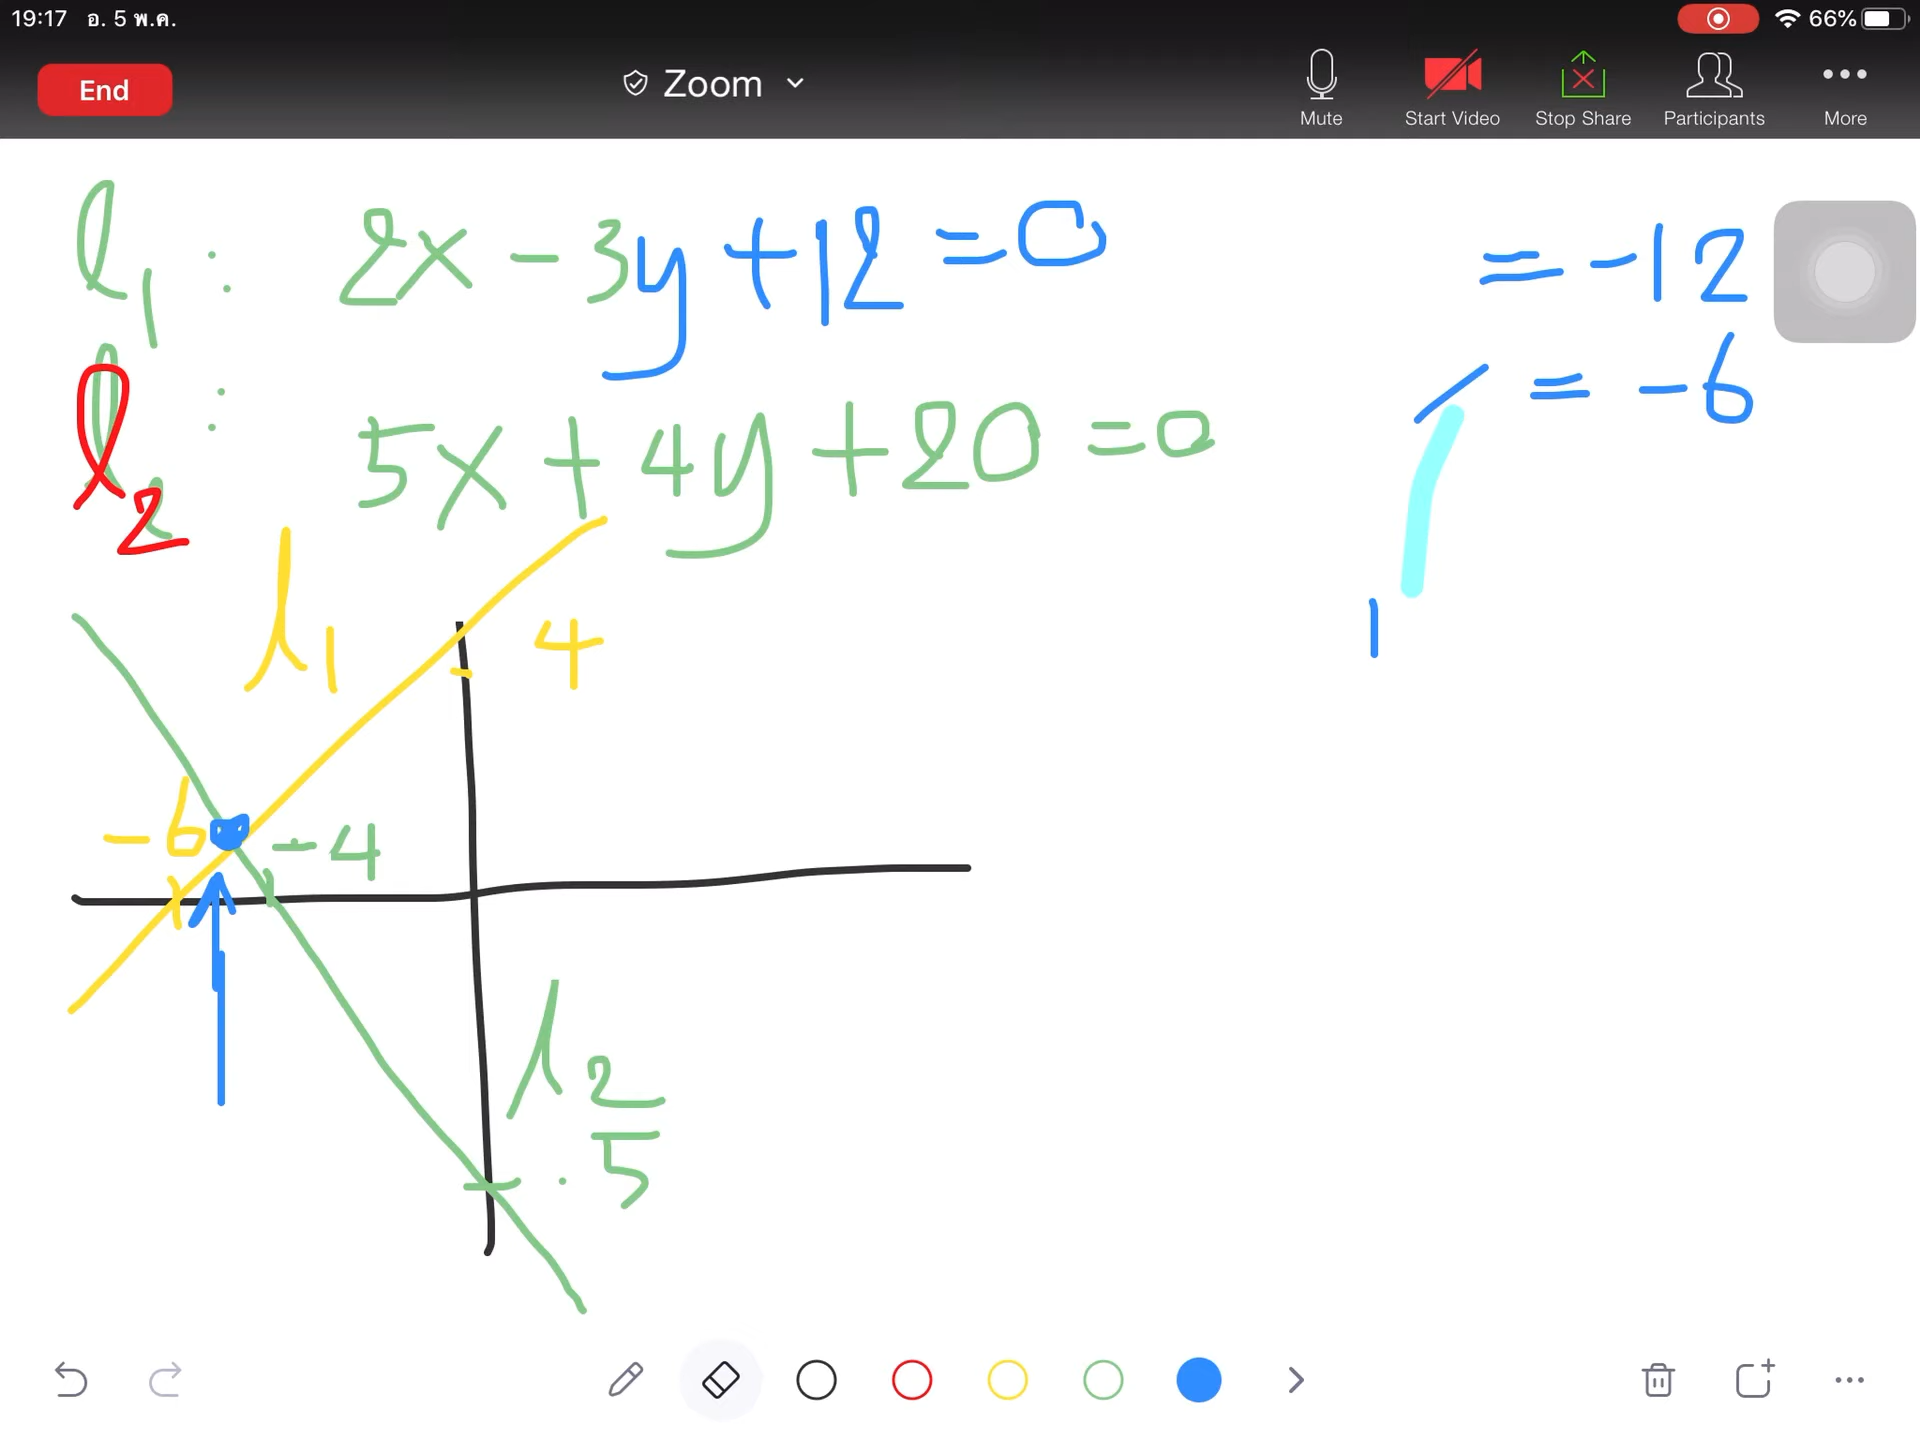 19:17 อ. 5 พ.ค.
66%
End
Zoom
Mute
Start Video
Stop Share
Participants
More
l1 : 2x - 3y + 12 = 0
= -12
l2 : 5x + 4y + 20 = 0
= -6
l1
4
-6
-4
l2
5